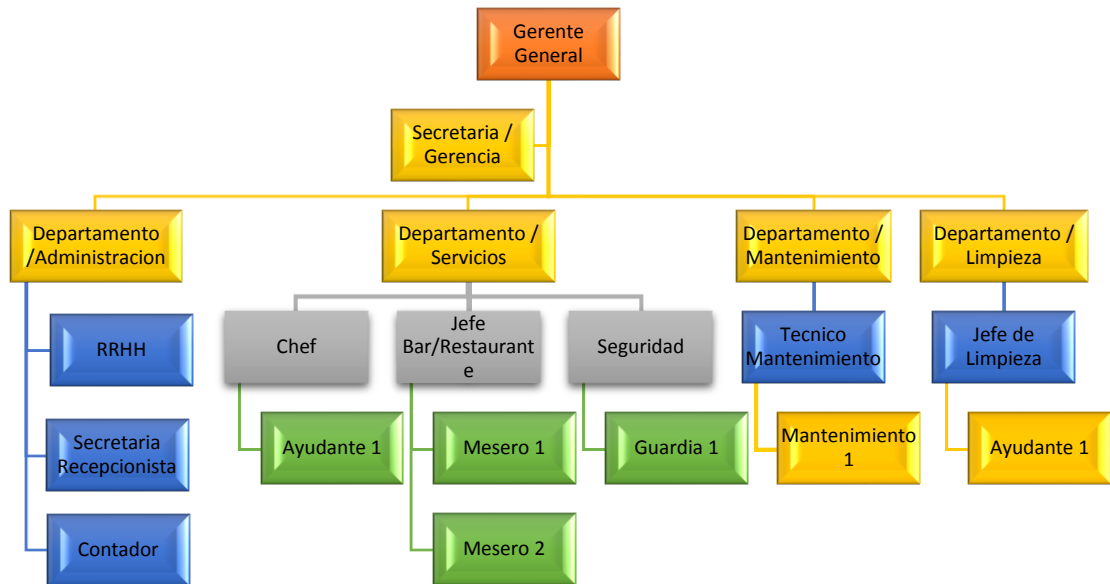 Gerente
General
Secretaria /
Gerencia
Departamento
/Administracion
Departamento /
Servicios
Departamento /
Mantenimiento
Departamento /
Limpieza
RRHH
Chef
Jefe
Bar/Restaurant
e
Seguridad
Tecnico
Mantenimiento
Jefe de
Limpieza
Secretaria
Recepcionista
Ayudante 1
Mesero 1
Guardia 1
Mantenimiento
1
Ayudante 1
Contador
Mesero 2